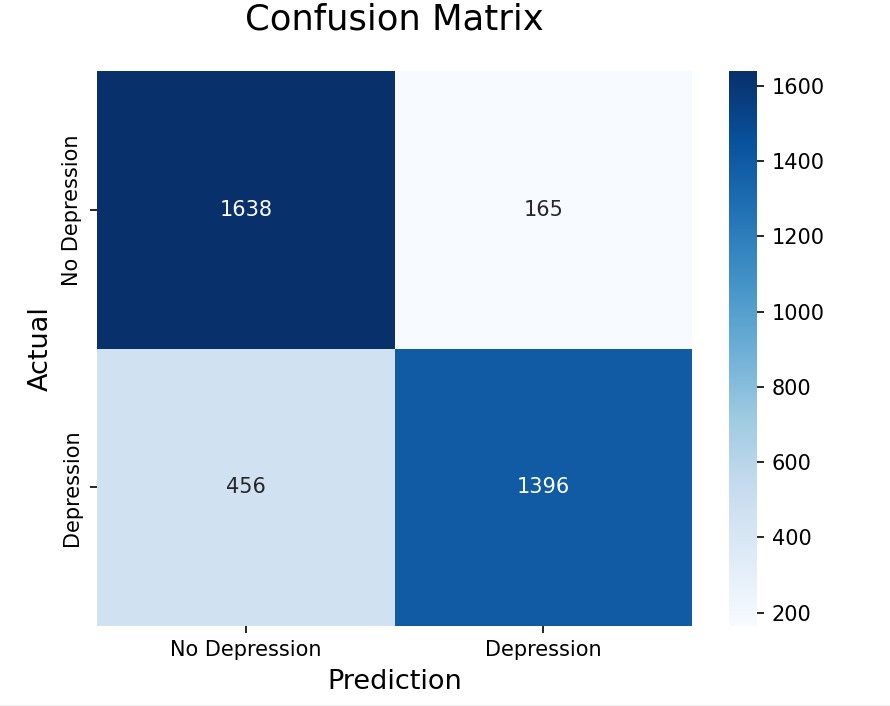 Confusion Matrix
No Depression
Depression
Actual
1638
165
456
1396
No Depression
Depression
Prediction
1600
1400
1200
1000
800
600
400
200